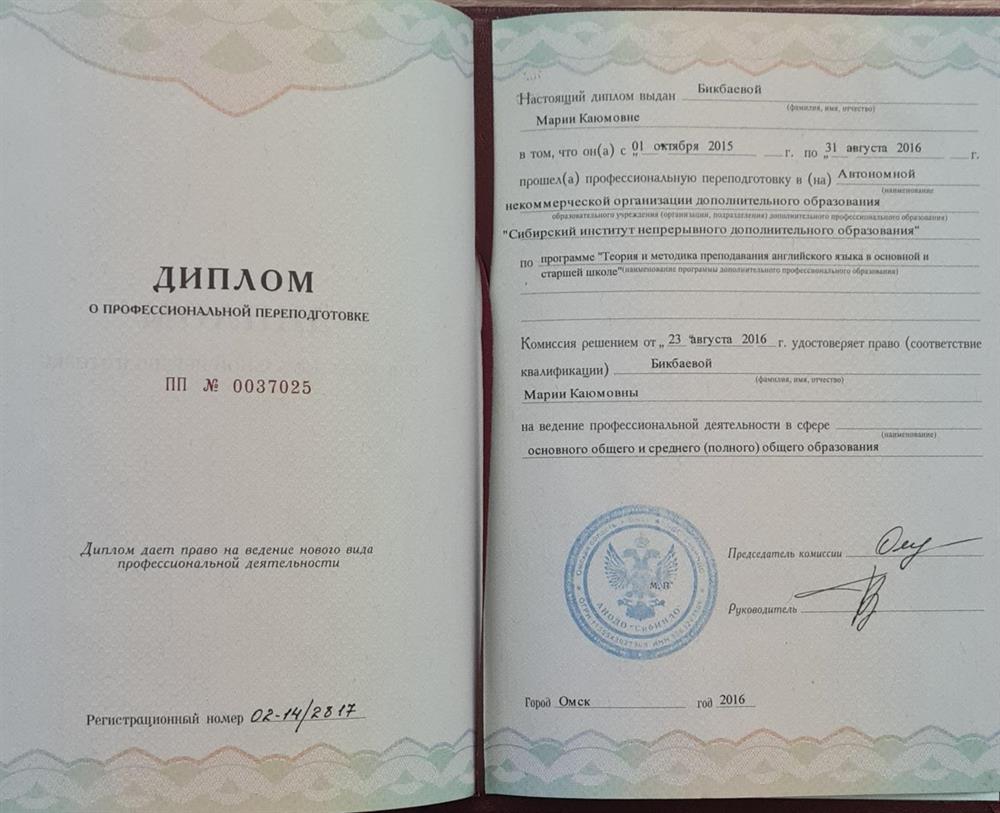 ДИПЛОМ
О ПРОФЕССИОНАЛЬНОЙ ПЕРЕПОДГОТОВКЕ
ПП № 0037025
Диплом дает право на ведение нового вида
профессиональной деятельности
Регистрационный номер 02-14/2817
Настоящий диплом выдан Бикбаевой
(фамилия, имя, отчество)
Марии Каюмовне
в том, что он(а) с „01 октября 2015 г. по „31 августа 2016 г.
прошел(а) профессиональную переподготовку в (на) Автономной
(наименование
некоммерческой организации дополнительного образования
образовательного учреждения (организации, подразделения) дополнительного профессионального образования)
"Сибирский институт непрерывного дополнительного образования"
по программе "Теория и методика преподавания английского языка в основной и
старшей школе" (наименование программы дополнительного профессионального образования)
Комиссия решением от „23 августа 2016 г. удостоверяет право (соответствие
квалификации) Бикбаевой
(фамилия, имя, отчество)
Марии Каюмовны
на ведение профессиональной деятельности в сфере
(наименование)
основного общего и среднего (полного) общего образования
Председатель комиссии
М.П.
АНОДО "СИБИНДО"
Руководитель
Город Омск год 2016